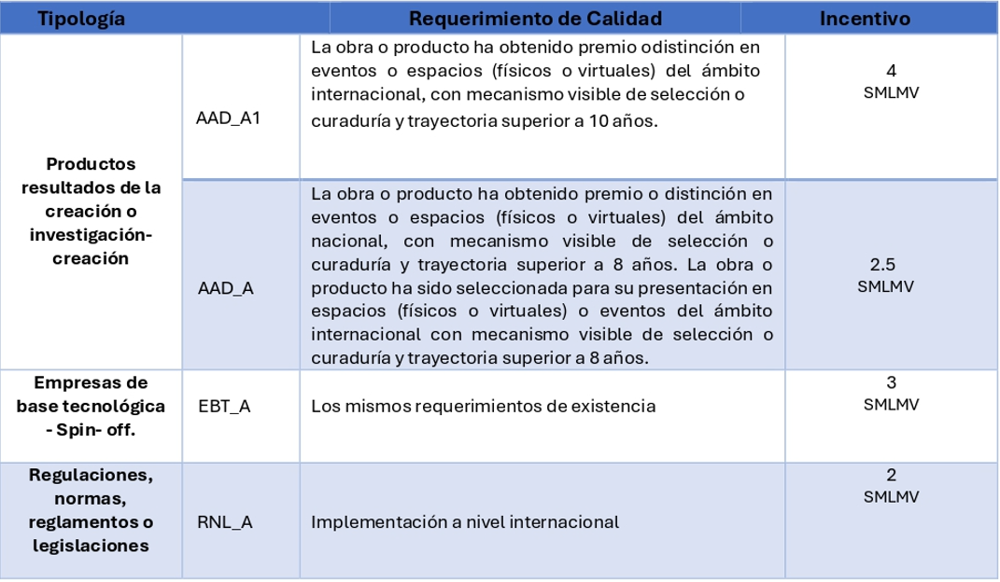 Tipología Requerimiento de Calidad Incentivo
Productos
resultados de la
creación o
investigación-
creación
AAD_A1
La obra o producto ha obtenido premio odistinción en
eventos o espacios (físicos o virtuales) del ámbito
internacional, con mecanismo visible de selección o
curaduría y trayectoria superior a 10 años.
4
SMLMV
AAD_A
La obra o producto ha obtenido premio o distinción en
eventos o espacios (físicos o virtuales) del ámbito
nacional, con mecanismo visible de selección o
curaduría y trayectoria superior a 8 años. La obra o
producto ha sido seleccionada para su presentación en
espacios (físicos o virtuales) o eventos del ámbito
internacional con mecanismo visible de selección o
curaduría y trayectoria superior a 8 años.
2.5
SMLMV
Empresas de
base tecnológica
- Spin- off.
EBT_A
Los mismos requerimientos de existencia
3
SMLMV
Regulaciones,
normas,
reglamentos o
legislaciones
RNL_A
Implementación a nivel internacional
2
SMLMV